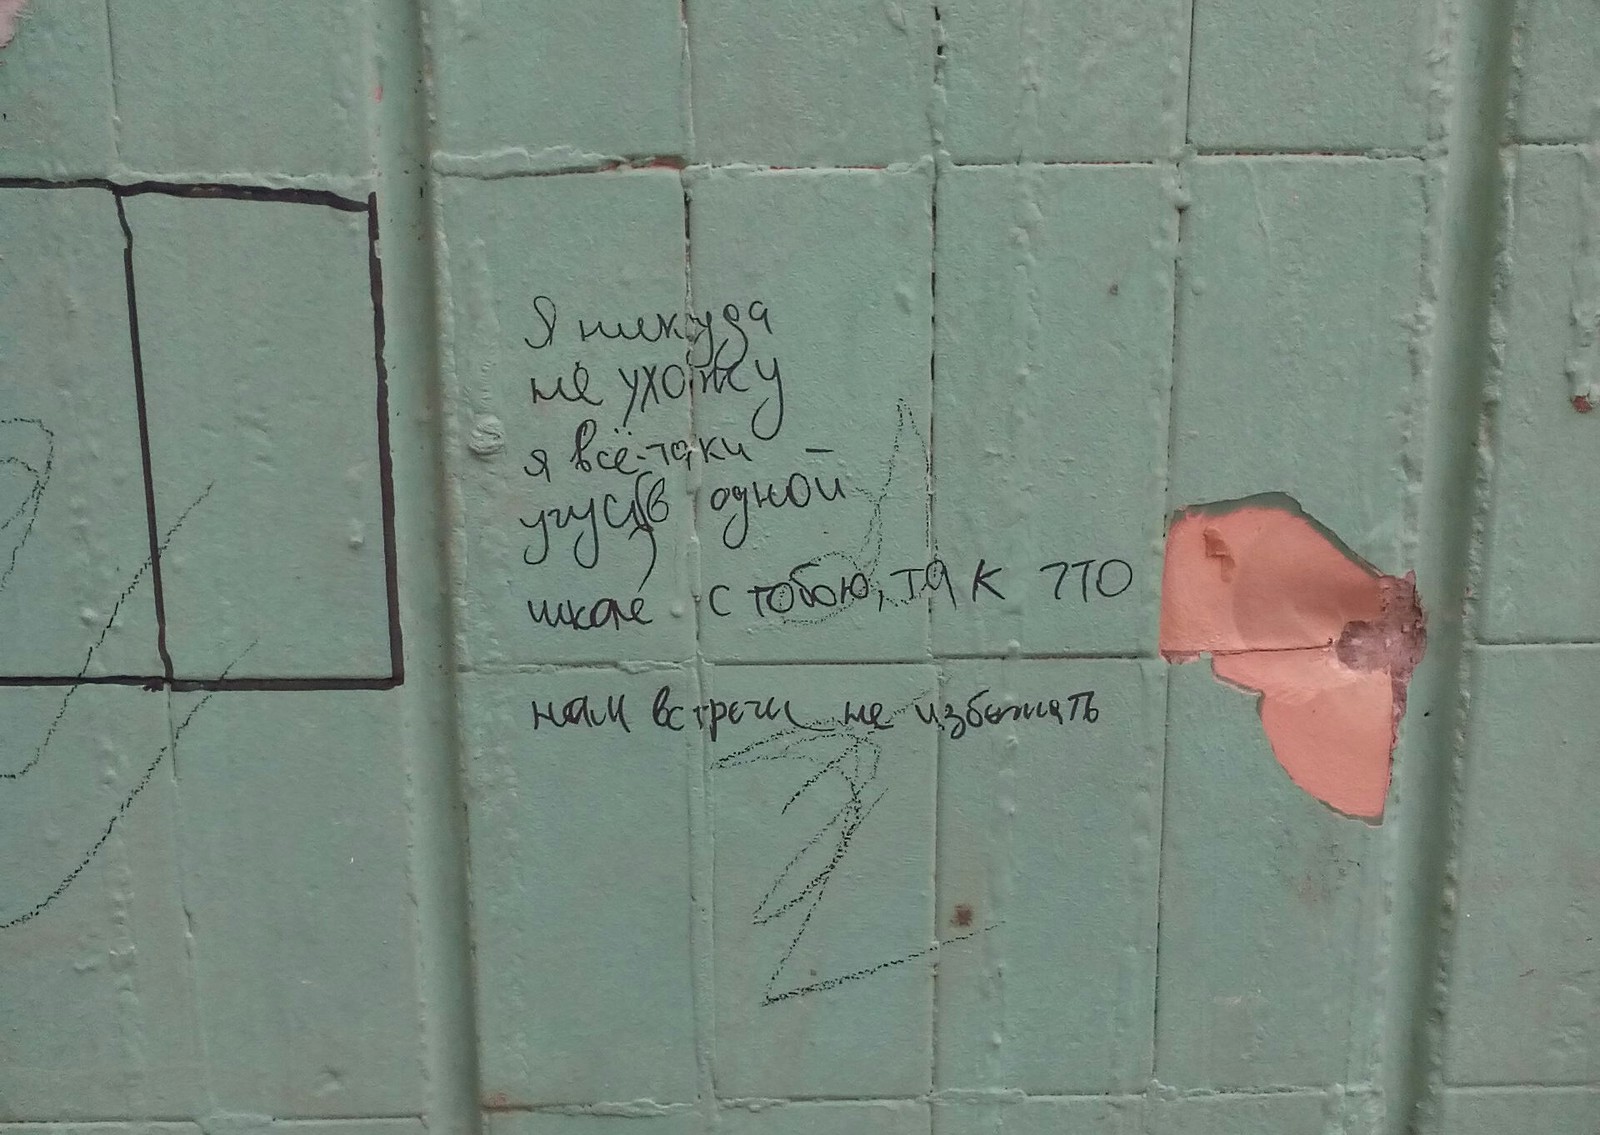 Я никуда
не ухожу
я всё-таки
учусь в одной
школе с тобою, так что
нам встречи не избежать